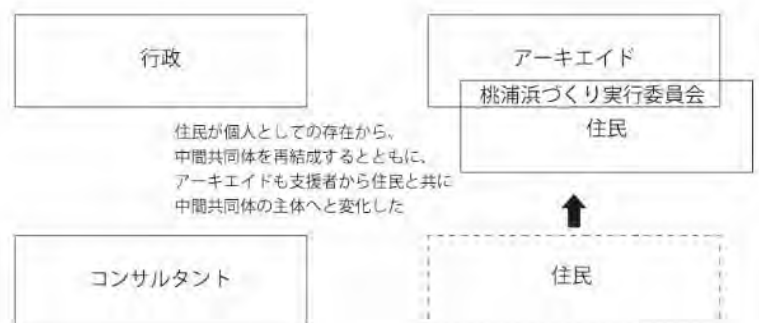 行政
アーキエイド
桃浦浜づくり実行委員会
住民
住民が個人としての存在から、
中間共同体を再結成するとともに、
アーキエイドも支援者から住民と共に
中間共同体の主体へと変化した
コンサルタント
住民